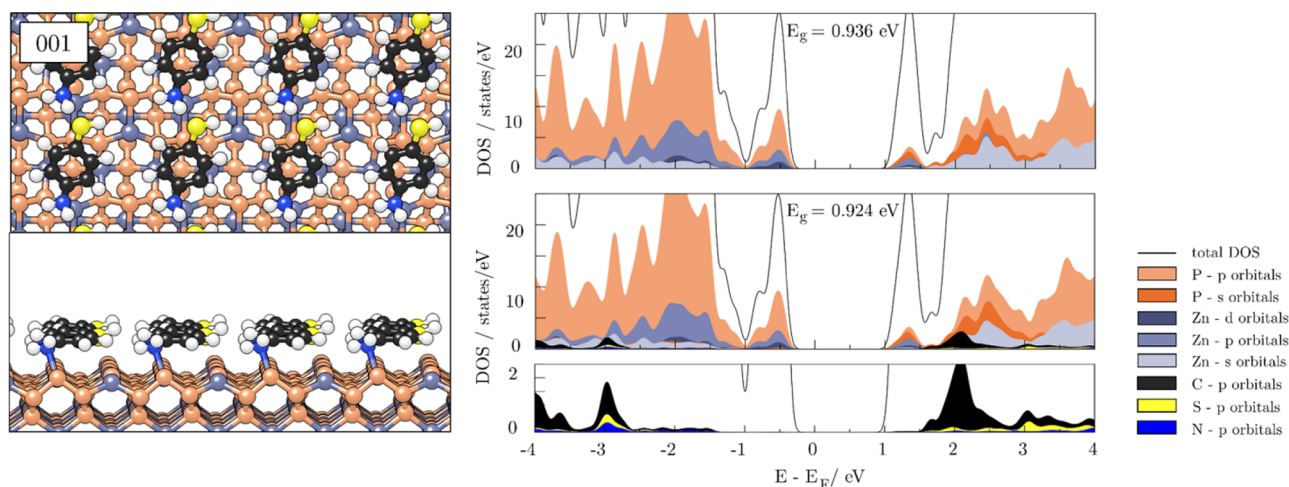 001
E_g = 0.936 eV
DOS / states/eV
20
10
0
E_g = 0.924 eV
DOS / states/eV
20
10
0
2
0
-4 -3 -2 -1 0 1 2 3 4
E - E_F/ eV
total DOS
P - p orbitals
P - s orbitals
Zn - d orbitals
Zn - p orbitals
Zn - s orbitals
C - p orbitals
S - p orbitals
N - p orbitals